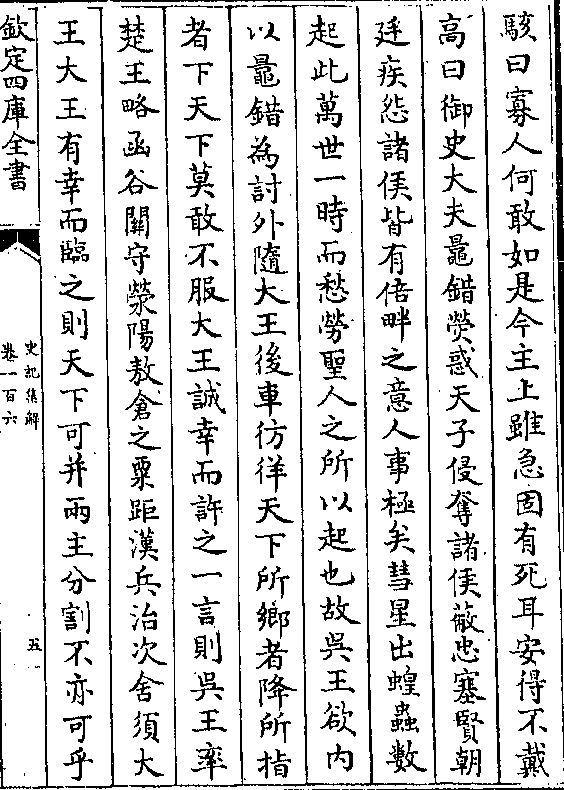 駭曰寡人何敢如是今主上雖急固有死耳安得不戴
高曰御史大夫鼂錯熒惑天子侵奪諸侯蔽忠塞賢朝
廷疾怨諸侯皆有倍畔之意人事極矣彗星出蝗蟲數
起此萬世一時而愁勞聖人之所以起也故吳王欲內
以鼂錯為討外隨大王後車彷徉天下所鄉者降所指
者下天下莫敢不服大王誠幸而許之一言則吳王率
楚王略函谷關守滎陽敖倉之粟距漢兵治次舍須大
王大王有幸而臨之則天下可并兩主分割不亦可乎
欽定四庫全書
史記集解
卷一百六
五